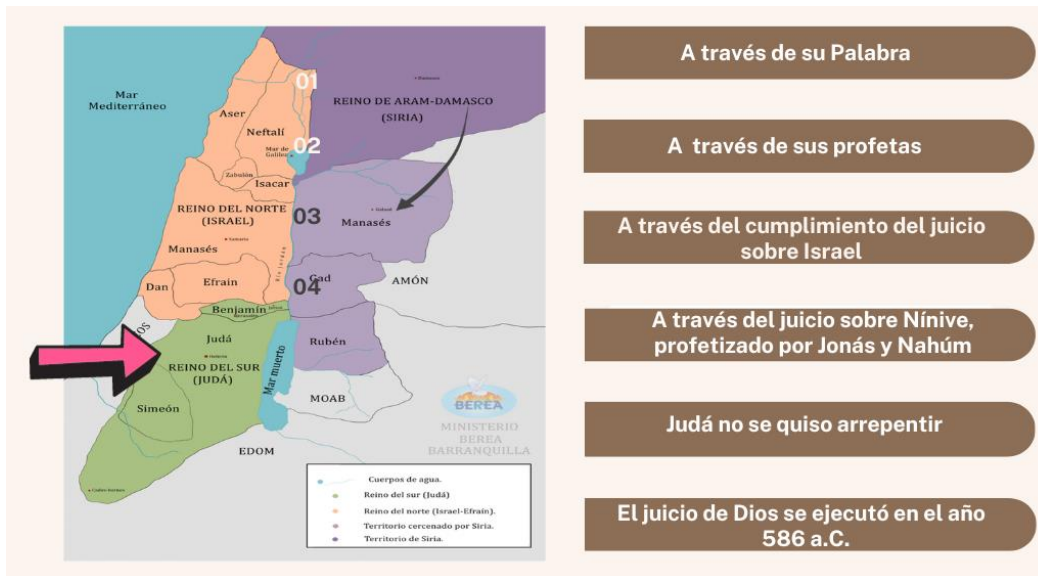 Mar
Mediterráneo
01
REINO DE ARAM-DAMASCO
(SIRIA)
Aser
Neftalí
02
Mar de
Galilea
Zabulón
Isacar
REINO DEL NORTE
(ISRAEL)
03
Manasés
Manasés
Samaria
Río Jordán
Efrain
Dan
Gad
04
AMÓN
Benjamín
Judá
Rubén
REINO DEL SUR
(JUDÁ)
Mar muerto
Simeón
MOAB
EDOM
BEREA
MINISTERIO
BEREA
BARRANQUILLA
Cuerpos de agua.
Reino del sur (Judá)
Reino del norte (Israel-Efraín).
Territorio cercenado por Siria.
Territorio de Siria.
A través de su Palabra
A través de sus profetas
A través del cumplimiento del juicio
sobre Israel
A través del juicio sobre Nínive,
profetizado por Jonás y Nahúm
Judá no se quiso arrepentir
El juicio de Dios se ejecutó en el año
586 a.C.